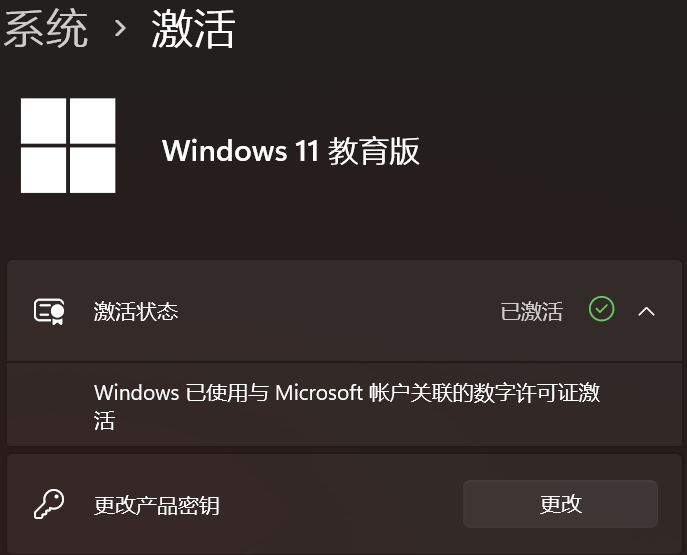 系统 › 激活
Windows 11 教育版
激活状态 已激活
Windows 已使用与 Microsoft 帐户关联的数字许可证激
活
更改产品密钥 更改